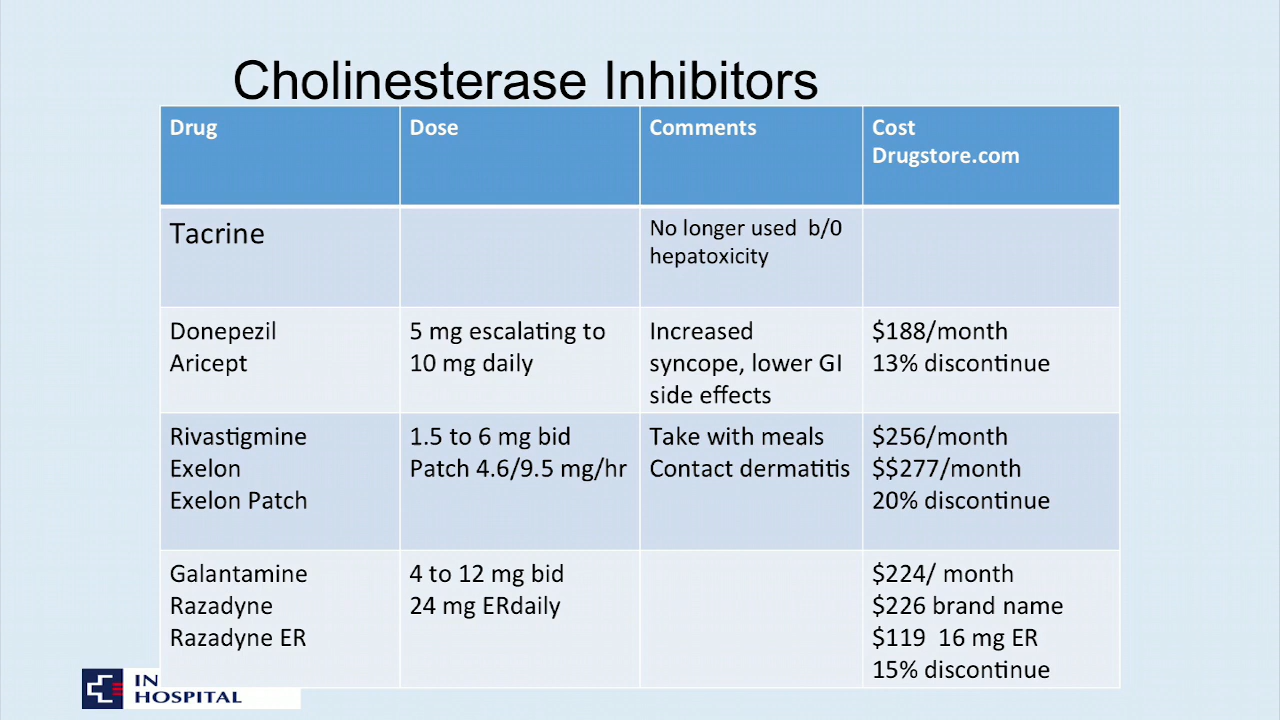 Cholinesterase Inhibitors
Drug
Dose
Comments
Cost
Drugstore.com
Tacrine
No longer used b/0
hepatoxicity
Donepezil
Aricept
5 mg escalating to
10 mg daily
Increased
syncope, lower GI
side effects
$188/month
13% discontinue
Rivastigmine
Exelon
Exelon Patch
1.5 to 6 mg bid
Patch 4.6/9.5 mg/hr
Take with meals
Contact dermatitis
$256/month
$$277/month
20% discontinue
Galantamine
Razadyne
Razadyne ER
4 to 12 mg bid
24 mg ERdaily
$224/ month
$226 brand name
$119 16 mg ER
15% discontinue
IN
HOSPITAL